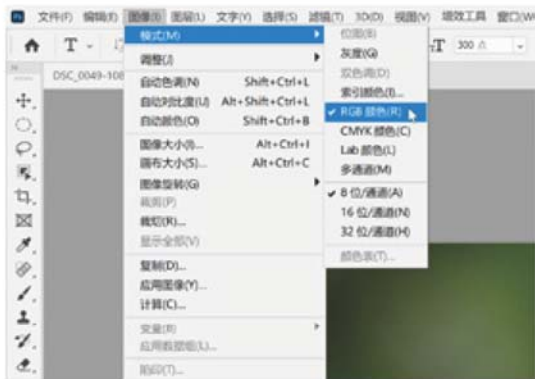 Ps 文件(F) 编辑(E) 图像(I) 图层(L) 文字(Y) 选择(S) 滤镜(T) 3D(D) 视图(V) 增效工具 窗口(W)
T T 300 点
DSC_0049-108
模式(M)
调整(J)
自动色调(N) Shift+Ctrl+L
自动对比度(U) Alt+Shift+Ctrl+L
自动颜色(O) Shift+Ctrl+B
图像大小(I)... Alt+Ctrl+I
画布大小(S)... Alt+Ctrl+C
图像旋转(G)
裁剪(P)
裁切(R)...
显示全部(V)
复制(D)...
应用图像(Y)...
计算(C)...
变量(B)
应用数据组(L)...
陷印(T)...
位图(B)
灰度(G)
双色调(D)
索引颜色(I)...
RGB 颜色(R)
CMYK 颜色(C)
Lab 颜色(L)
多通道(M)
8 位/通道(A)
16 位/通道(N)
32 位/通道(H)
颜色表(T)...